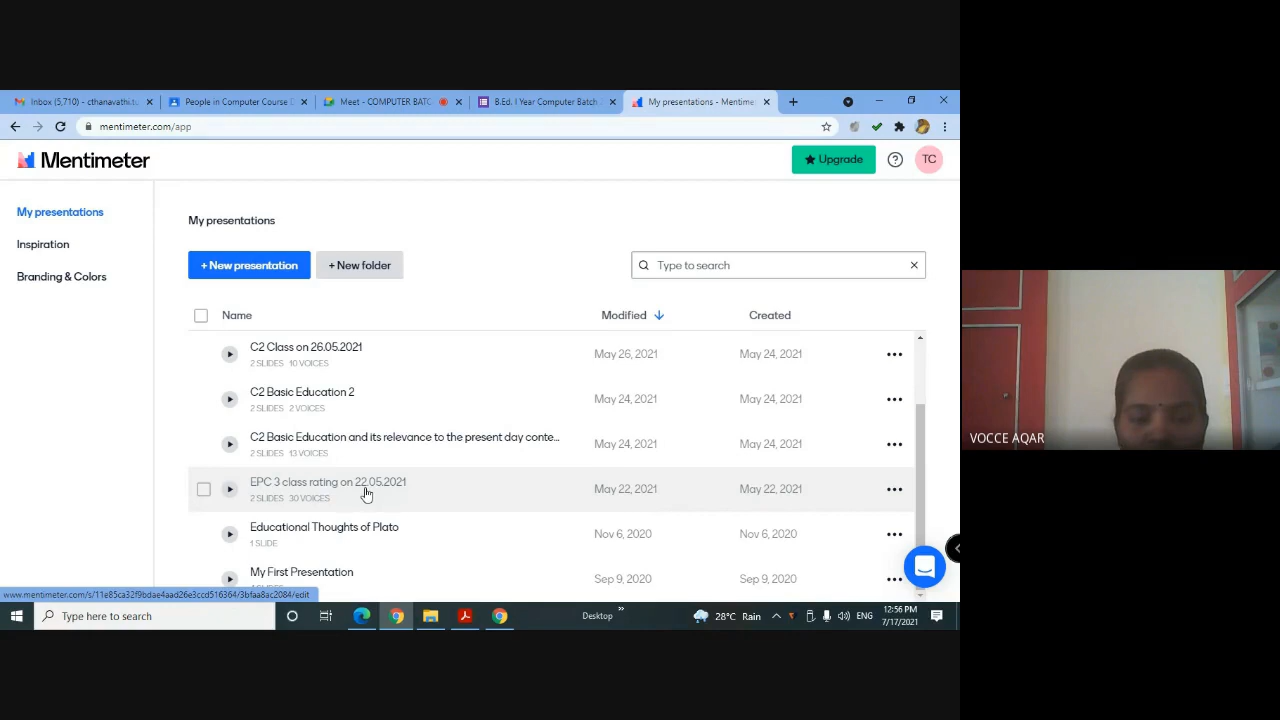 Inbox (5,710) - cthanavathi.tc
People in Computer Course D
Meet - COMPUTER BATC
B.Ed. I Year Computer Batch
My presentations - Mentime
mentimeter.com/app
Mentimeter
Upgrade
TC
My presentations
Inspiration
Branding & Colors
My presentations
+ New presentation
+ New folder
Type to search
Name
Modified
Created
C2 Class on 26.05.2021
2 SLIDES 10 VOICES
May 26, 2021
May 24, 2021
C2 Basic Education 2
2 SLIDES 2 VOICES
May 24, 2021
May 24, 2021
C2 Basic Education and its relevance to the present day conte...
2 SLIDES 13 VOICES
May 24, 2021
May 24, 2021
EPC 3 class rating on 22.05.2021
2 SLIDES 30 VOICES
May 22, 2021
May 22, 2021
Educational Thoughts of Plato
1 SLIDE
Nov 6, 2020
Nov 6, 2020
My First Presentation
Sep 9, 2020
Sep 9, 2020
www.mentimeter.com/s/11e85ca32f9bdae4aad26e3ccd516364/3bfaa8ac2084/edit
Type here to search
Desktop
28°C Rain
ENG
12:56 PM
7/17/2021
VOCCE AQAR